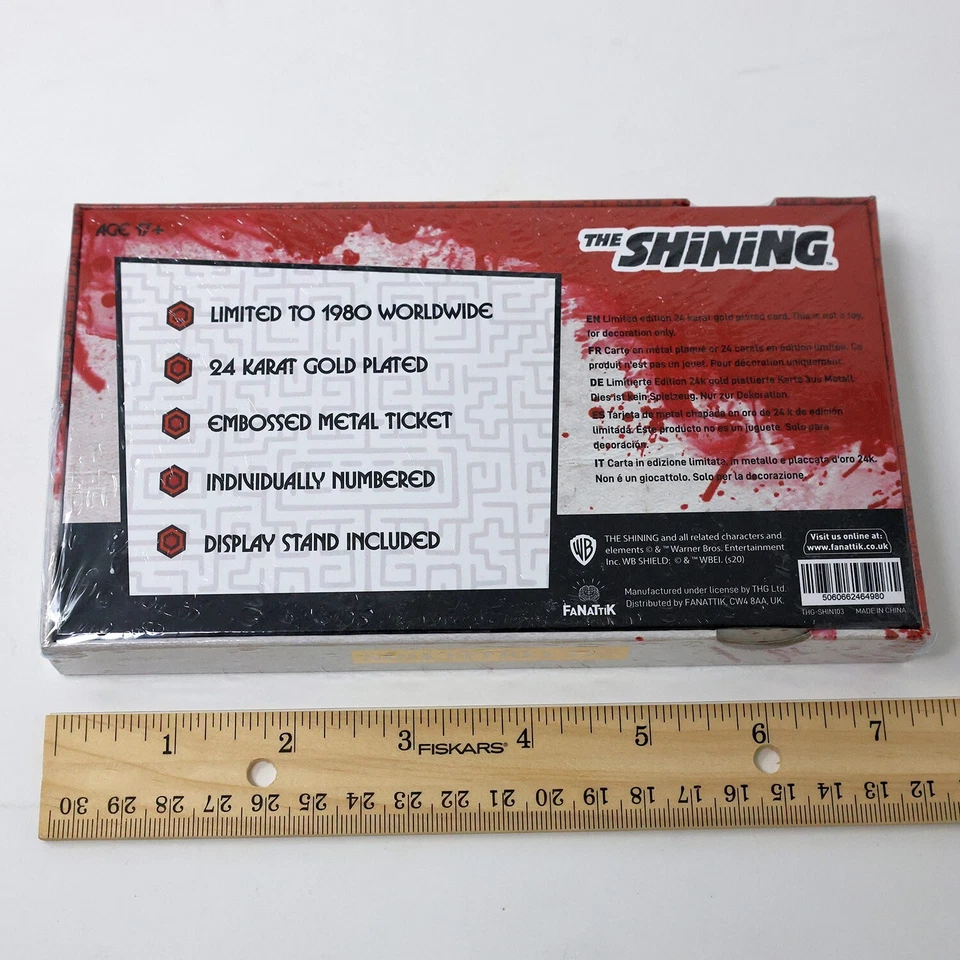 AGE 17+
THE SHiNiNG™
LIMITED TO 1980 WORLDWIDE
24 KARAT GOLD PLATED
EMBOSSED METAL TICKET
INDIVIDUALLY NUMBERED
DISPLAY STAND INCLUDED
EN Limited edition 24 karat gold plated card. This is not a toy,
for decoration only.
FR Carte en métal plaqué or 24 carats en édition limitée. Ce
produit n'est pas un jouet. Pour décoration uniquement.
DE Limitierte Edition 24k gold plattierte Karte aus Metall.
Dies ist kein Spielzeug. Nur zur Dekoration.
ES Tarjeta de metal chapada en oro de 24 k de edición
limitada. Éste producto no es un juguete. Solo para
decoración.
IT Carta in edizione limitata, in metallo e placcata d'oro 24K.
Non é un giocattolo. Solo per la decorazione.
WB
THE SHINING and all related characters and
elements © & ™ Warner Bros. Entertainment
Inc. WB SHIELD: © & ™ WBEI. (s20)
FANATTIK
Manufactured under license by THG Ltd.
Distributed by FANATTIK, CW4 8AA, UK.
Visit us online at:
www.fanattik.co.uk
5060662464980
THG-SHIN103 MADE IN CHINA
1 2 3 FISKARS® 4 5 6 7
30 29 28 27 26 25 24 23 22 21 20 19 18 17 16 15 14 13 12